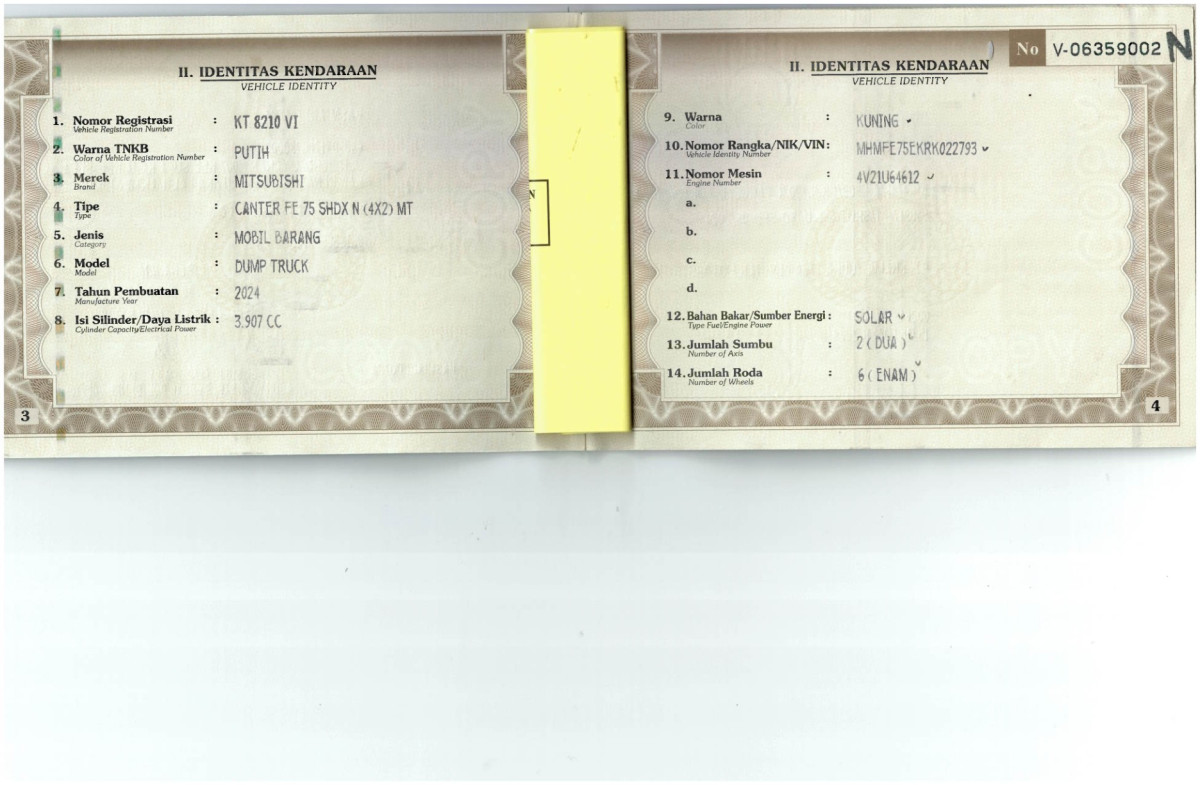 II. IDENTITAS KENDARAAN
VEHICLE IDENTITY
1. Nomor Registrasi : KT 8210 VI
Vehicle Registration Number
2. Warna TNKB : PUTIH
Color of Vehicle Registration Number
3. Merek : MITSUBISHI
Brand
4. Tipe : CANTER FE 75 SHDX N (4X2) MT
Type
5. Jenis : MOBIL BARANG
Category
6. Model : DUMP TRUCK
Model
7. Tahun Pembuatan : 2024
Manufacture Year
8. Isi Silinder/Daya Listrik : 3.907 CC
Cylinder Capacity/Electrical Power
3
N
No V-06359002 N
II. IDENTITAS KENDARAAN
VEHICLE IDENTITY
9. Warna : KUNING
Color
10. Nomor Rangka/NIK/VIN: MHMFE75EKRK022793
Vehicle Identity Number
11. Nomor Mesin : 4V21U64612
Engine Number
a.
b.
c.
d.
12. Bahan Bakar/Sumber Energi : SOLAR
Type Fuel/Engine Power
13. Jumlah Sumbu : 2 ( DUA )
Number of Axis
14. Jumlah Roda : 6 ( ENAM )
Number of Wheels
4